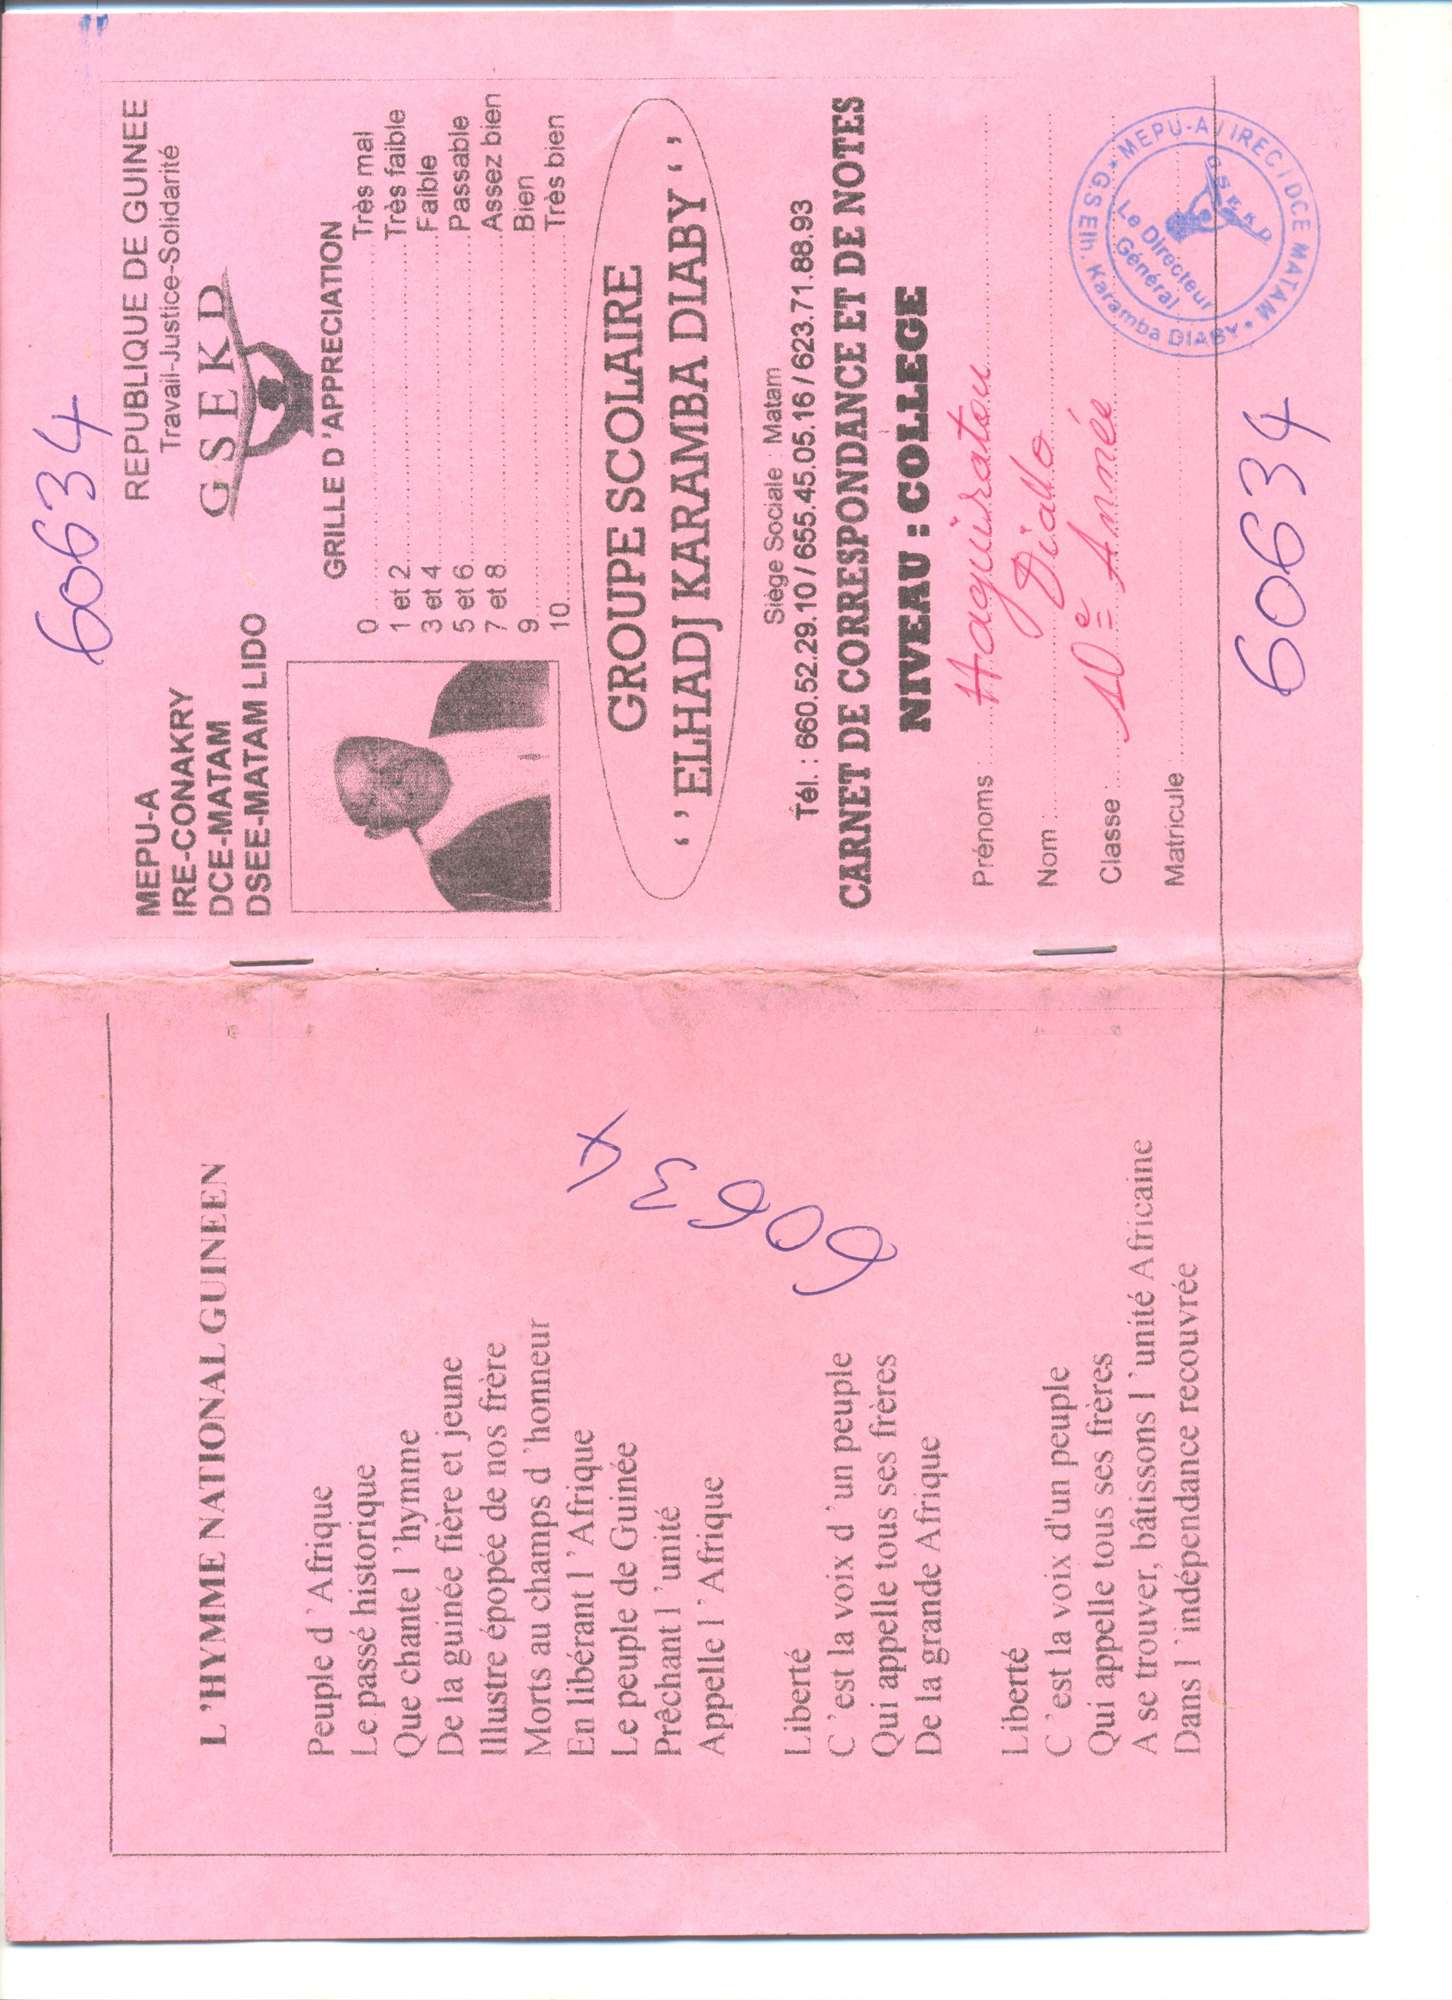 60634
MEPU-A
IRE-CONAKRY
DCE-MATAM
DSEE-MATAM LIDO
REPUBLIQUE DE GUINEE
Travail-Justice-Solidarité
GSEKD
GRILLE D'APPRECIATION
0 Très mal
1 et 2 Très faible
3 et 4 Faible
5 et 6 Passable
7 et 8 Assez bien
9 Bien
10 Très bien
GROUPE SCOLAIRE
‘ ’ ELHADJ KARAMBA DIABY ‘ ’
Siège Sociale : Matam
Tél. : 660.52.29.10 / 655.45.05.16 / 623.71.88.93
CARNET DE CORRESPONDANCE ET DE NOTES
NIVEAU : COLLEGE
Prénoms Haguiratou
Nom : Diallo
Classe : 10e Année
Matricule
G.S Elh. Karamba DIABY * MEPU-A / IREC / DCE MATAM *
Le Directeur
Général
GSEKD
60634
L 'HYMME NATIONAL GUINEEN
Peuple d ' Afrique
Le passé historique
Que chante l 'hymme
De la guinée fière et jeune
Illustre épopée de nos frère
Morts au champs d 'honneur
En libérant l 'Afrique
Le peuple de Guinée
Prêchant l 'unité
Appelle l 'Afrique
Liberté
C ' est la voix d ' un peuple
Qui appelle tous ses frères
De la grande Afrique
Liberté
C ' est la voix d'un peuple
Qui appelle tous ses frères
A se trouver, bâtissons l 'unité Africaine
Dans l 'indépendance recouvrée
60634